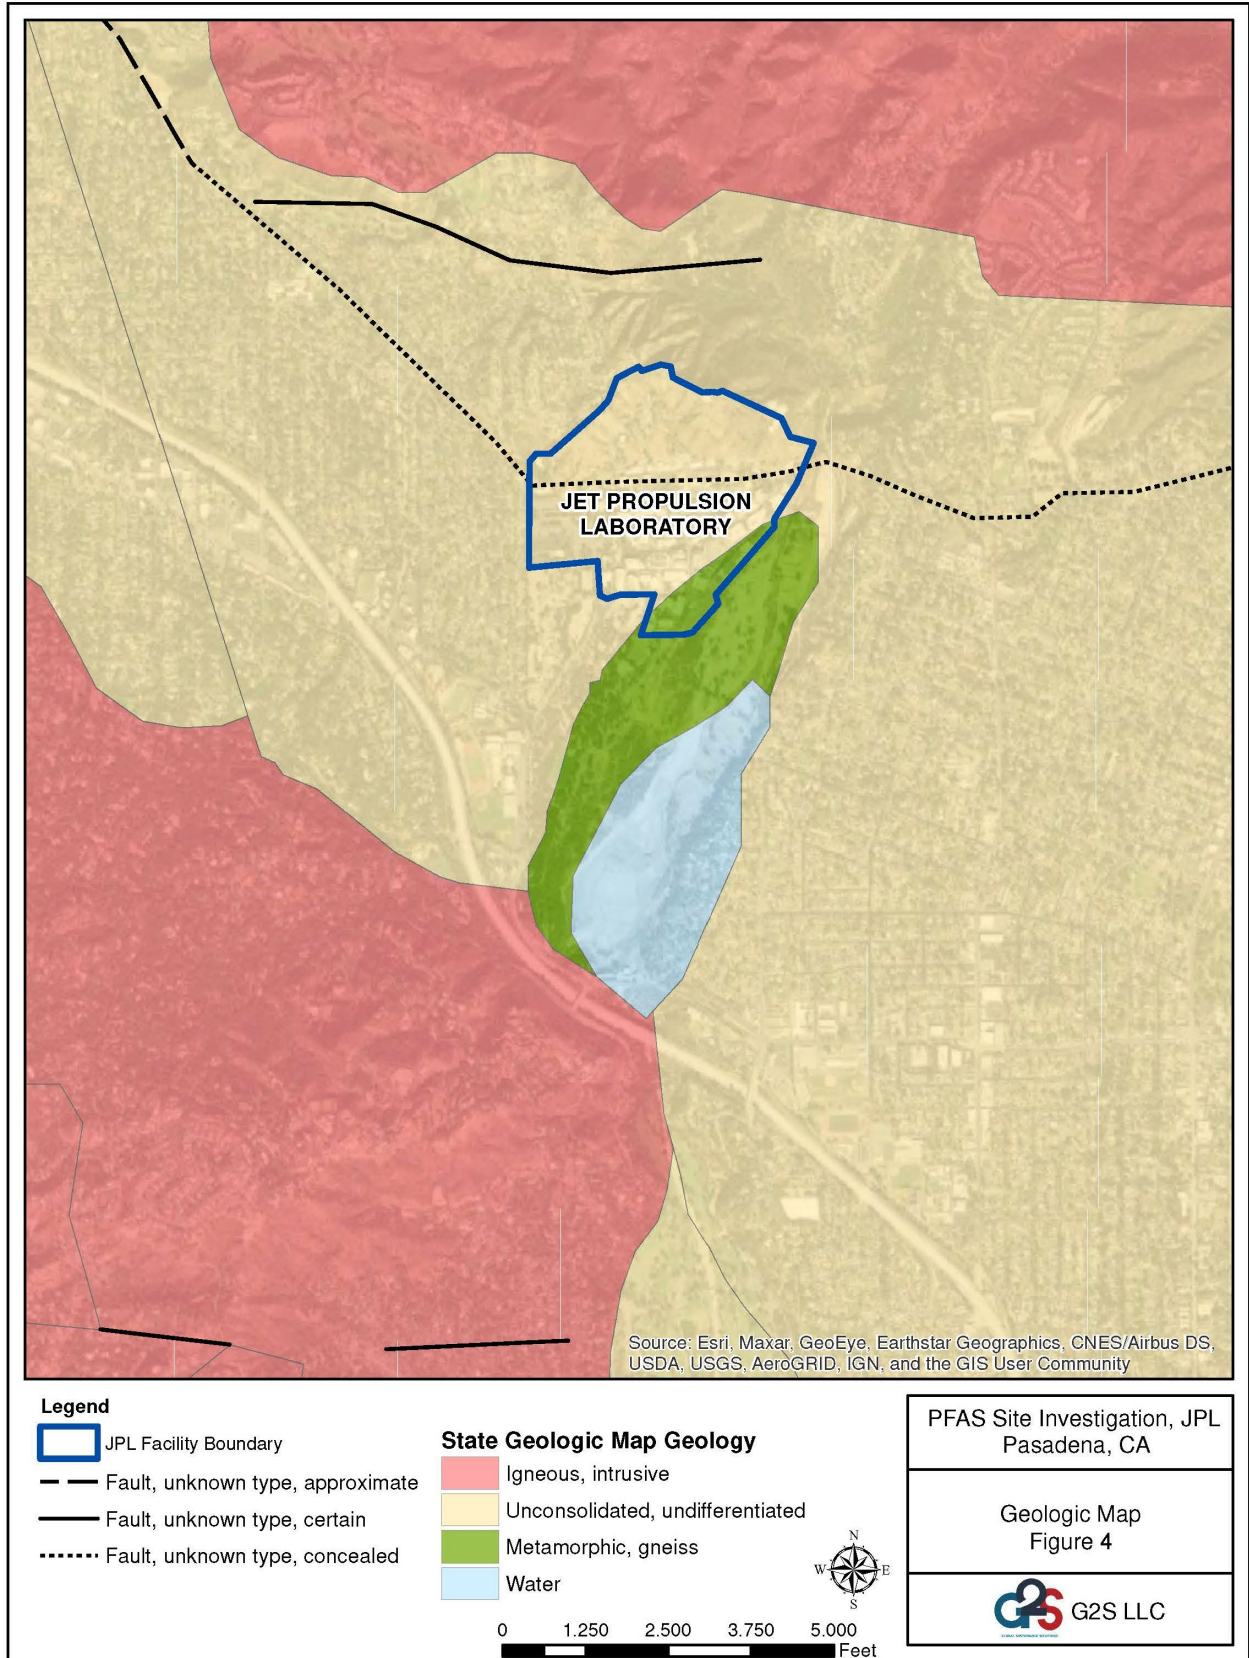 JET PROPULSION
LABORATORY
Source: Esri, Maxar, GeoEye, Earthstar Geographics, CNES/Airbus DS,
USDA, USGS, AeroGRID, IGN, and the GIS User Community
Legend
JPL Facility Boundary
Fault, unknown type, approximate
Fault, unknown type, certain
Fault, unknown type, concealed
State Geologic Map Geology
Igneous, intrusive
Unconsolidated, undifferentiated
Metamorphic, gneiss
Water
N
W E
S
0 1,250 2,500 3,750 5,000
Feet
PFAS Site Investigation, JPL
Pasadena, CA
Geologic Map
Figure 4
G2S
G2S LLC